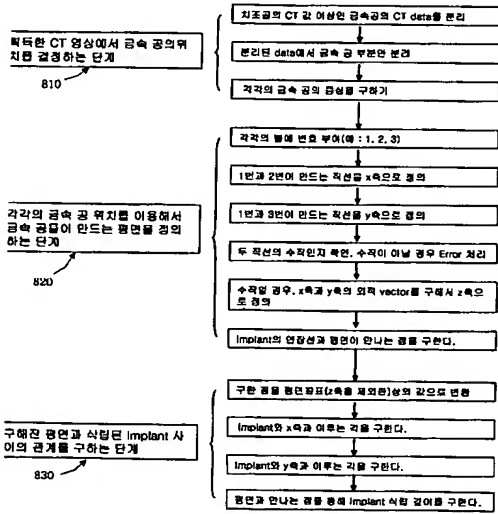 획득한 CT 영상에서 금속 공의위
치를 결정하는 단계
810
치조골의 CT 값 이상인 금속공의 CT data를 분리
분리된 data에서 금속 공 부분만 분리
각각의 금속 공의 중심을 구하기
각각의 금속 공 위치를 이용해서
금속 공들이 만드는 평면을 정의
하는 단계
820
각각의 볼에 번호 부여(예 : 1, 2, 3)
1번과 2번이 만드는 직선을 x축으로 정의
1번과 3번이 만드는 직선을 y축으로 정의
두 직선의 수직인지 확인, 수직이 아닐 경우 Error 처리
수직일 경우, x축과 y축의 외적 vector를 구해서 z축으
로 정의
Implant의 연장선과 평면이 만나는 점을 구한다.
구해진 평면과 식립된 Implant 사
이의 관계를 구하는 단계
830
구한 점을 평면좌표(z축을 제외한)상의 값으로 변환
Implant와 x축과 이루는 각을 구한다.
Implant와 y축과 이루는 각을 구한다.
평면과 만나는 점을 통해 Implant 식립 깊이를 구한다.